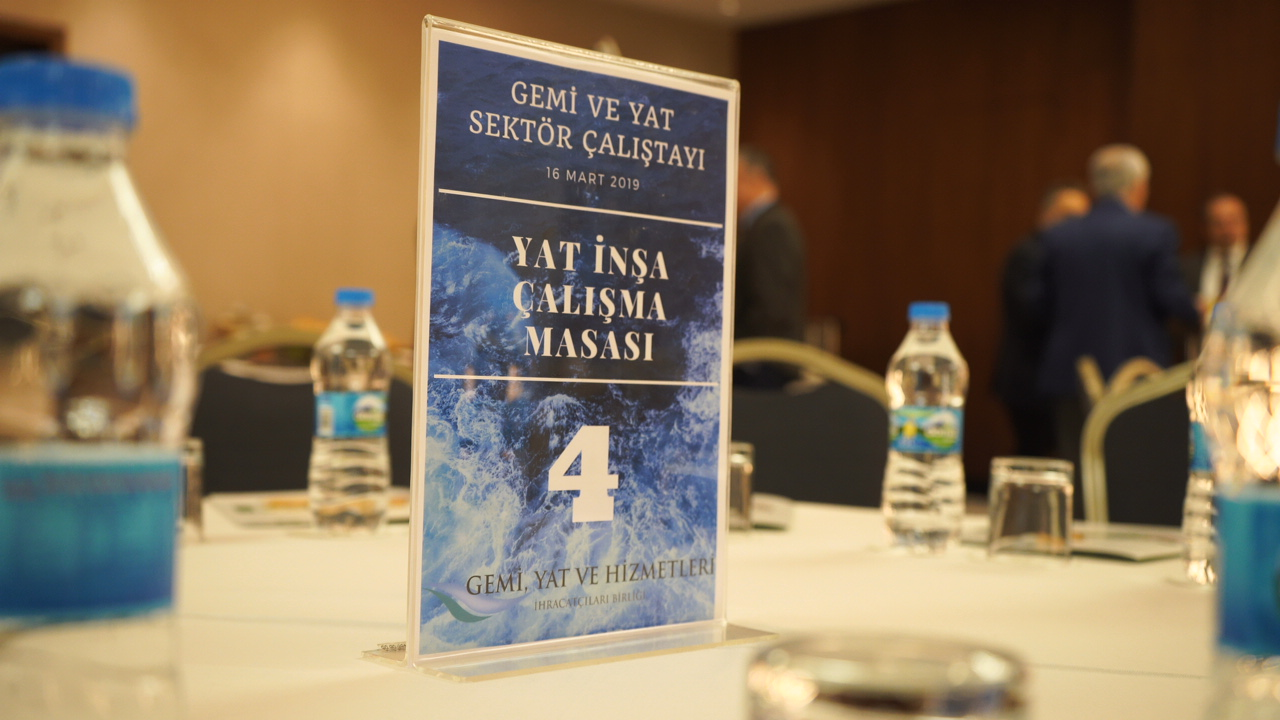 GEMİ VE YAT
SEKTÖR ÇALIŞTAYI
16 MART 2019
YAT İNŞA
ÇALIŞMA
MASASI
4
GEMİ, YAT VE HİZMETLERİ
İHRACATÇILARI BİRLİĞİ